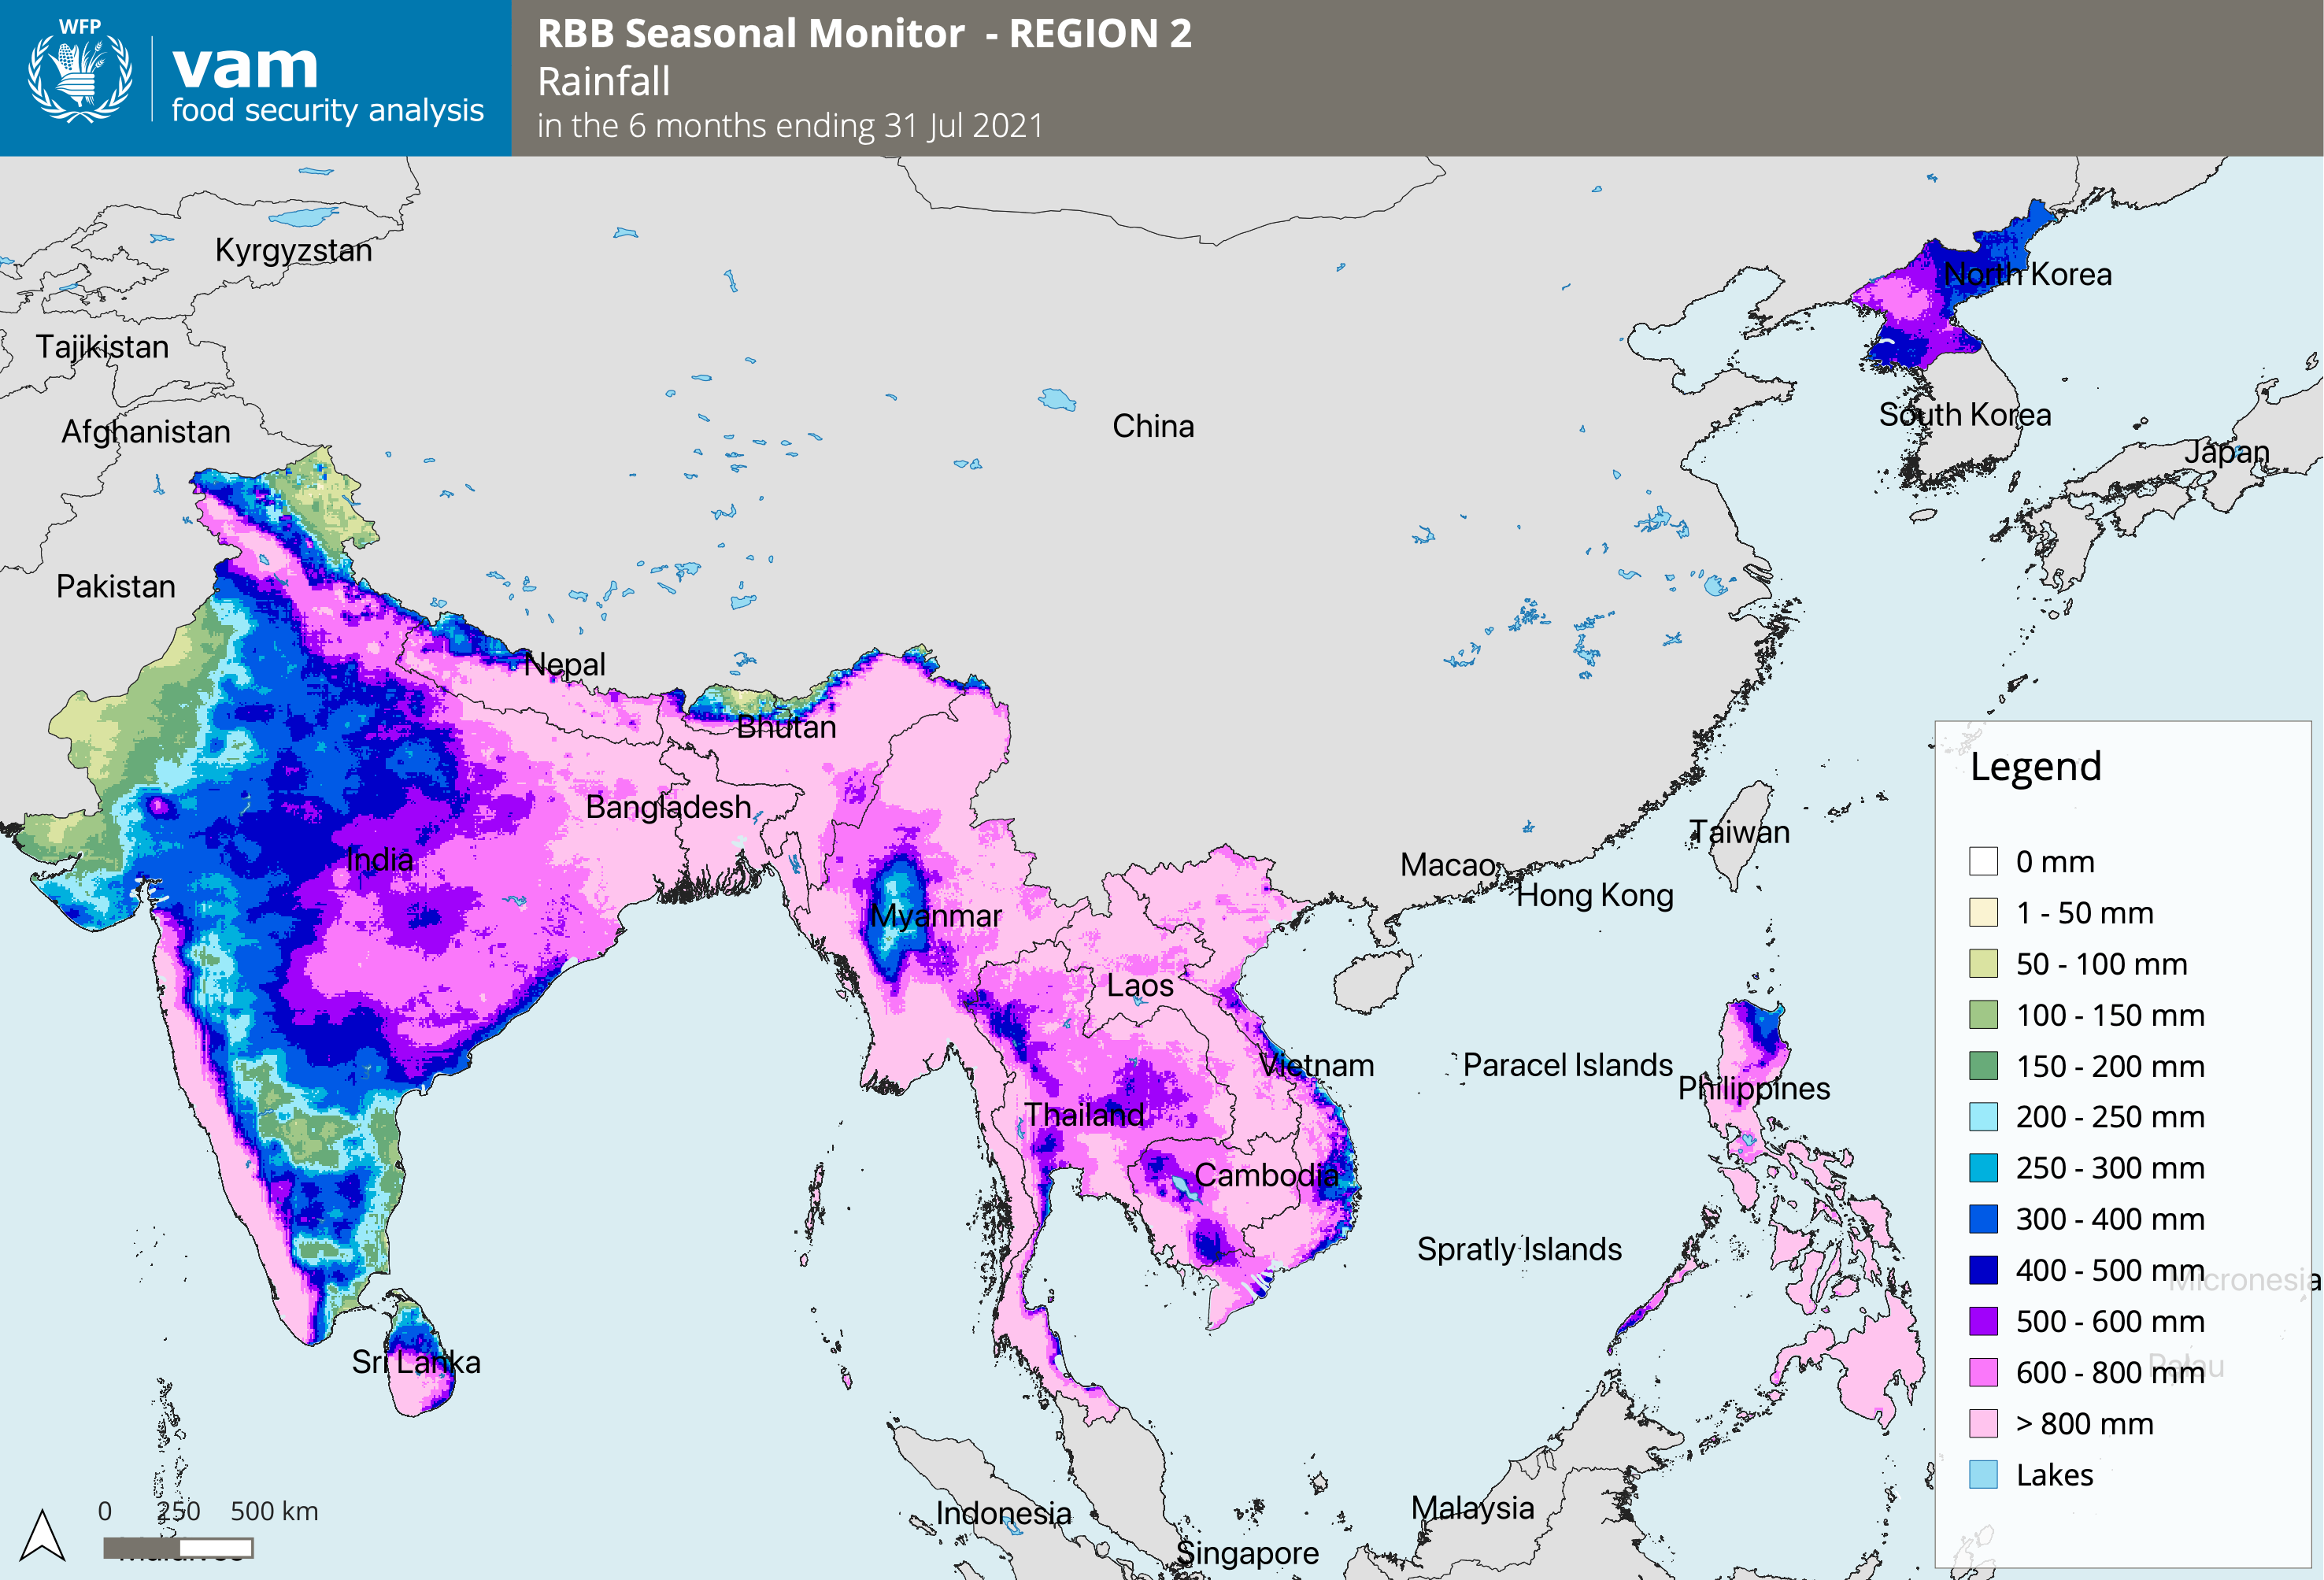 WFP
vam
food security analysis
RBB Seasonal Monitor - REGION 2
Rainfall
in the 6 months ending 31 Jul 2021
Kyrgyzstan
North Korea
Tajikistan
Afghanistan
China
South Korea
Japan
Pakistan
Nepal
Bhutan
Bangladesh
Taiwan
India
Macao
Hong Kong
Myanmar
Laos
Vietnam
Paracel Islands
Philippines
Thailand
Cambodia
Spratly Islands
Sri Lanka
Indonesia
Malaysia
Singapore
Maldives
0 250 500 km
Legend
0 mm
1 - 50 mm
50 - 100 mm
100 - 150 mm
150 - 200 mm
200 - 250 mm
250 - 300 mm
300 - 400 mm
400 - 500 mm
Micronesia
500 - 600 mm
Palau
600 - 800 mm
> 800 mm
Lakes